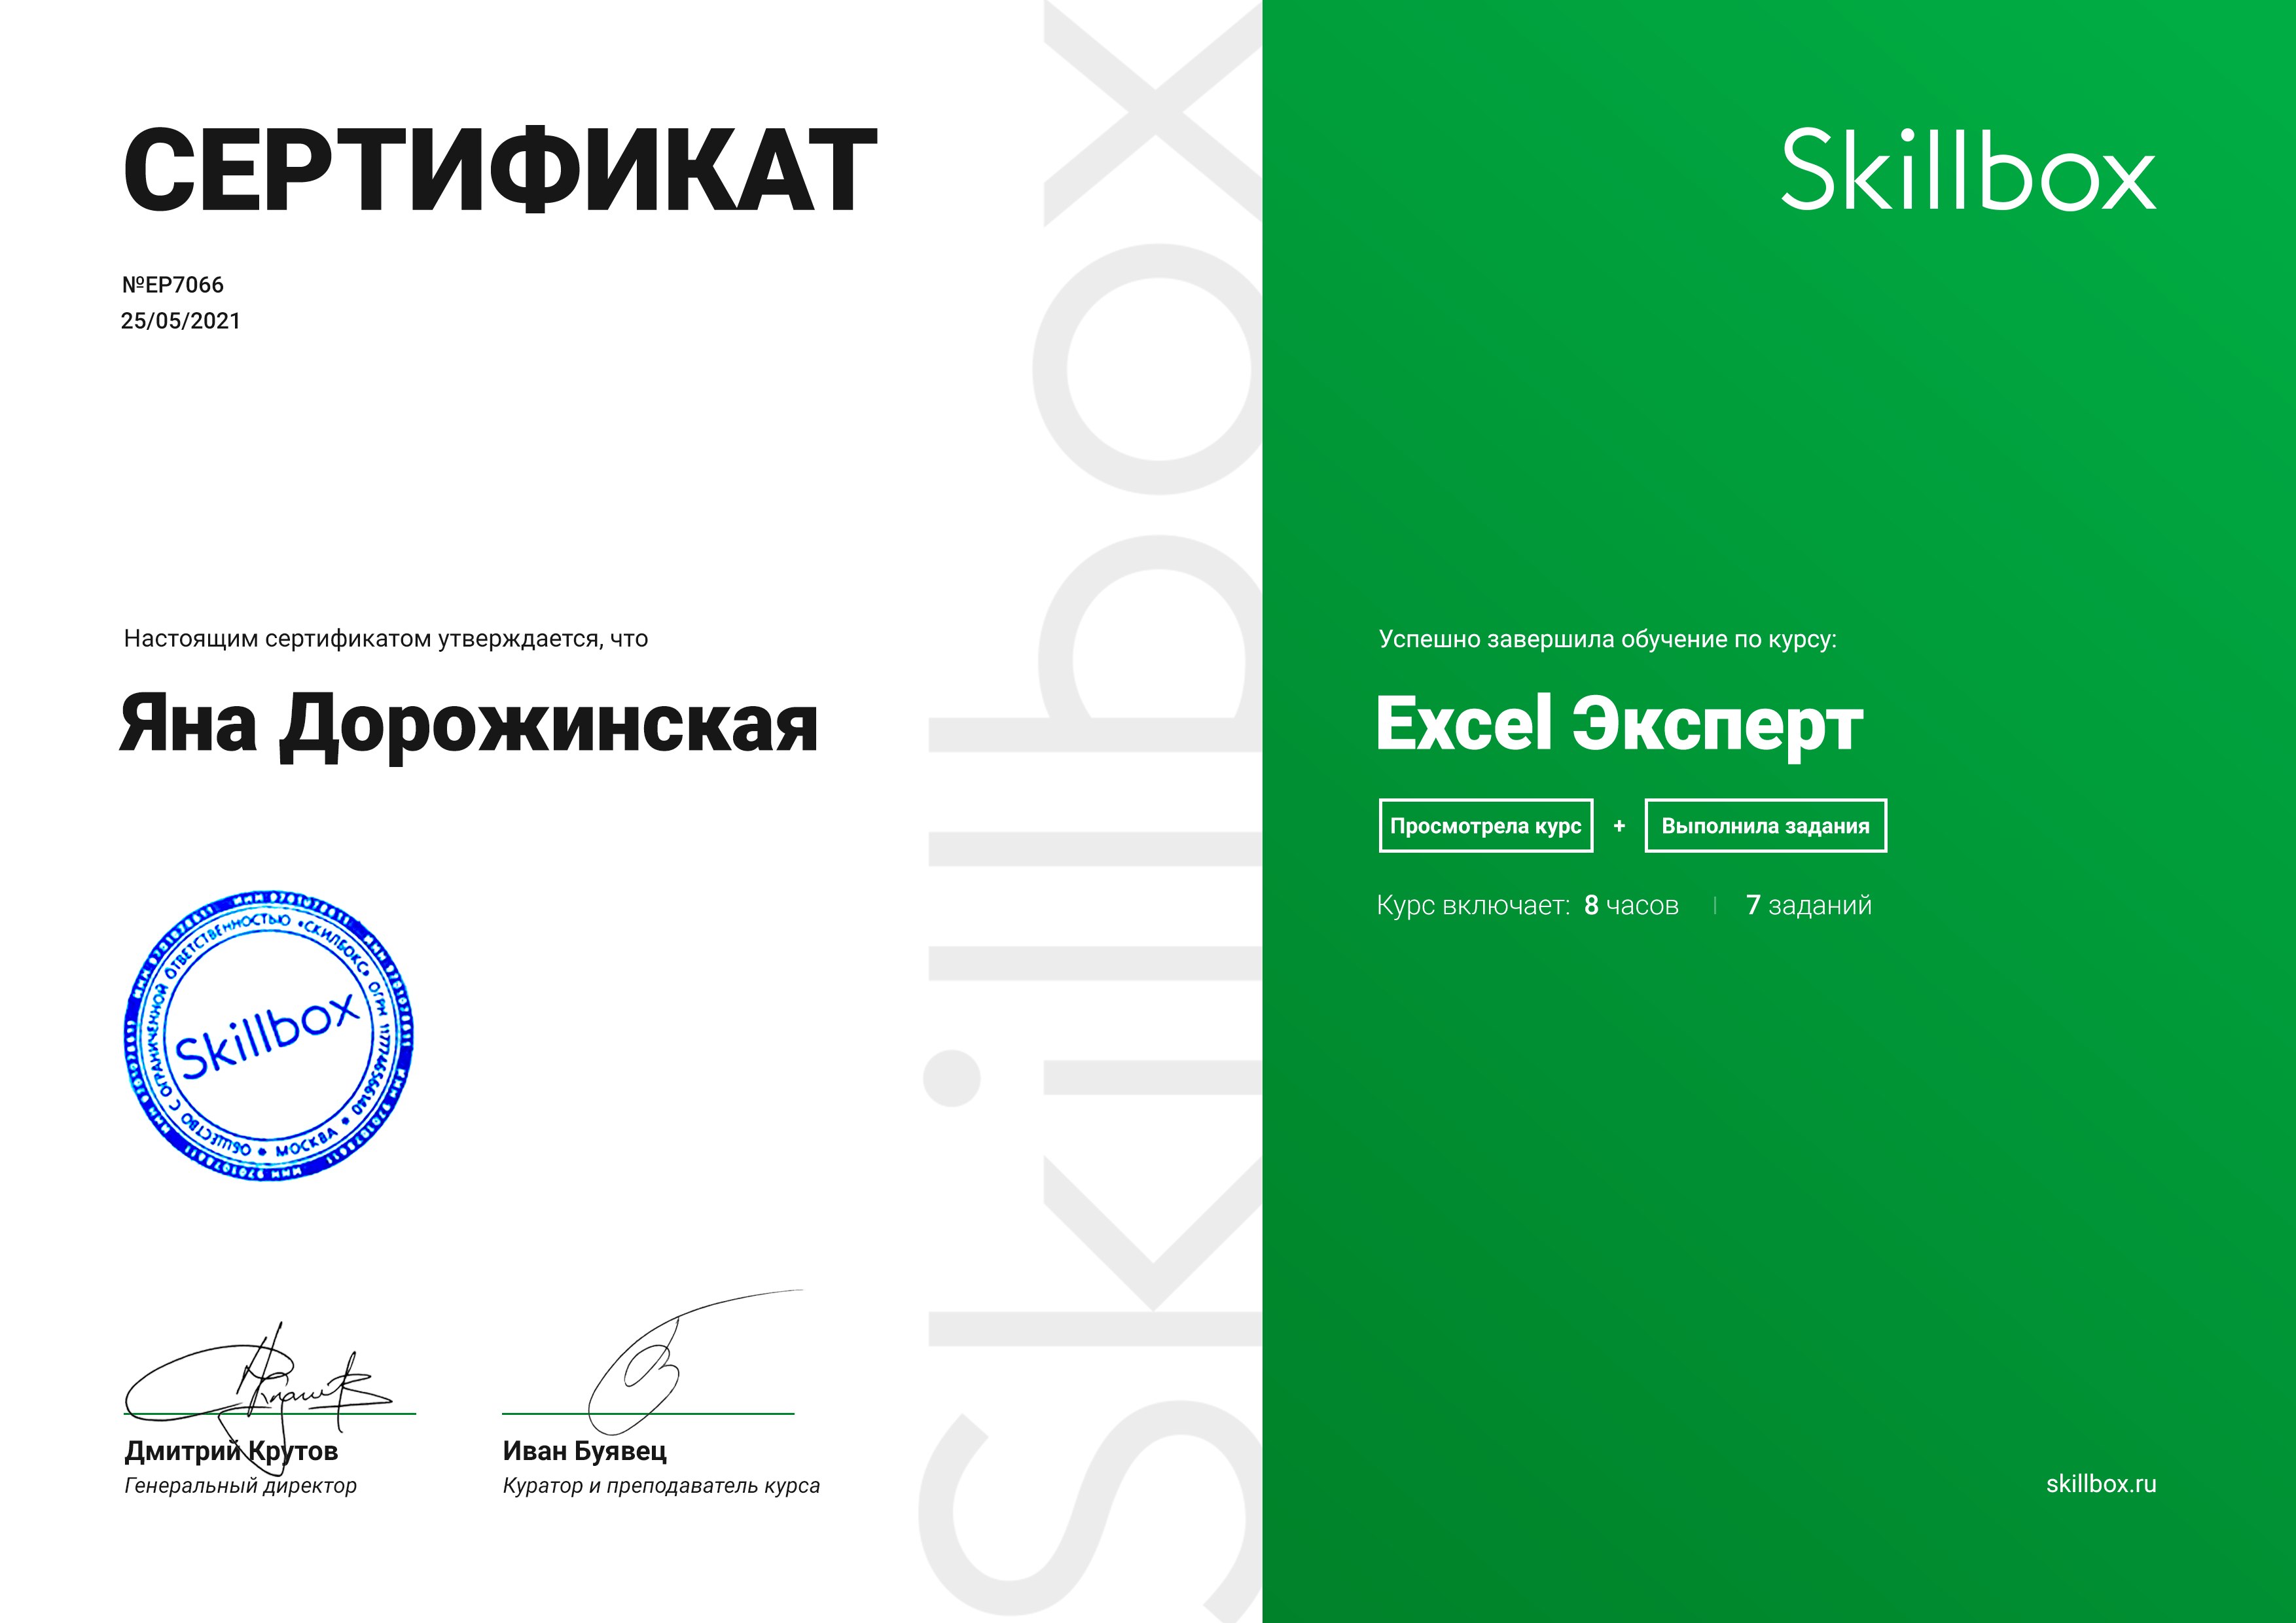 СЕРТИФИКАТ
№EP7066
25/05/2021
Настоящим сертификатом утверждается, что
Яна Дорожинская
ОБЩЕСТВО С ОГРАНИЧЕННОЙ ОТВЕТСТВЕННОСТЬЮ «СКИЛБОКС» ОГРН 1177746566140 • МОСКВА •
Skillbox
Дмитрий Крутов
Генеральный директор
Иван Буявец
Куратор и преподаватель курса
Skillbox
Skillbox
Успешно завершила обучение по курсу:
Excel Эксперт
Просмотрела курс + Выполнила задания
Курс включает: 8 часов | 7 заданий
skillbox.ru